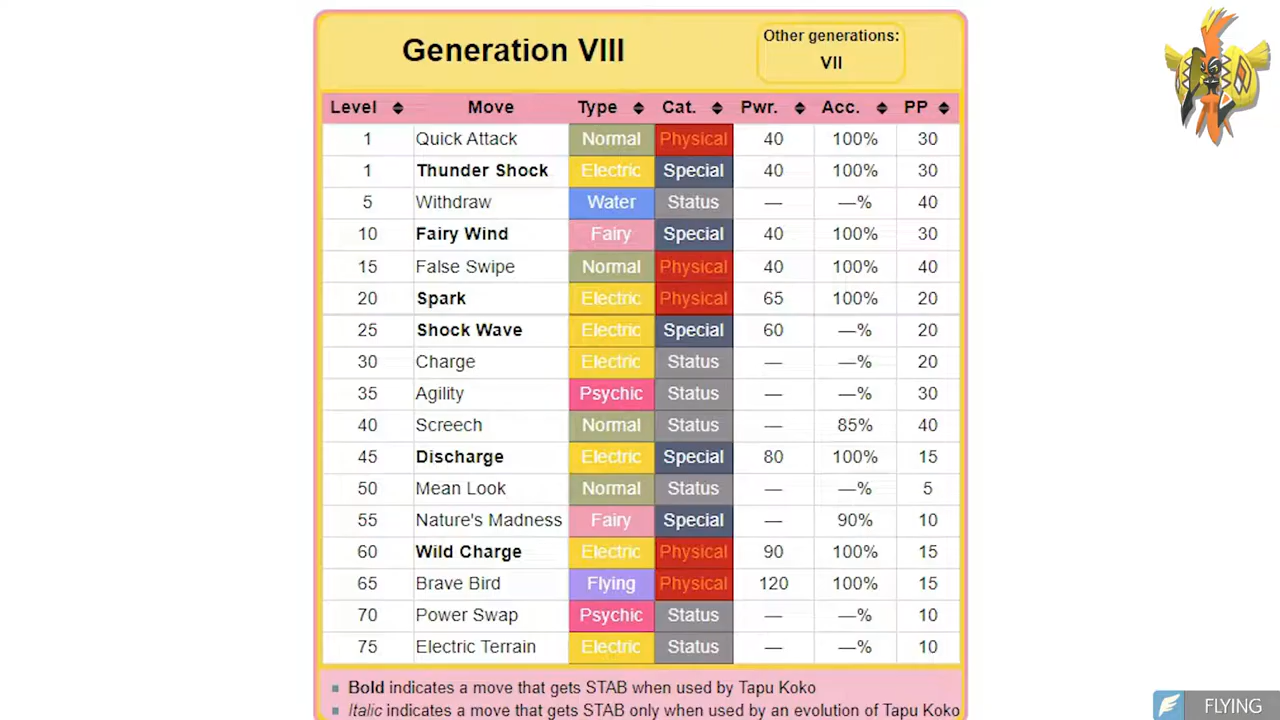 Generation VIII
Other generations:
VII
Level Move Type Cat. Pwr. Acc. PP
1 Quick Attack Normal Physical 40 100% 30
1 Thunder Shock Electric Special 40 100% 30
5 Withdraw Water Status — —% 40
10 Fairy Wind Fairy Special 40 100% 30
15 False Swipe Normal Physical 40 100% 40
20 Spark Electric Physical 65 100% 20
25 Shock Wave Electric Special 60 —% 20
30 Charge Electric Status — —% 20
35 Agility Psychic Status — —% 30
40 Screech Normal Status — 85% 40
45 Discharge Electric Special 80 100% 15
50 Mean Look Normal Status — —% 5
55 Nature's Madness Fairy Special — 90% 10
60 Wild Charge Electric Physical 90 100% 15
65 Brave Bird Flying Physical 120 100% 15
70 Power Swap Psychic Status — —% 10
75 Electric Terrain Electric Status — —% 10
Bold indicates a move that gets STAB when used by Tapu Koko
Italic indicates a move that gets STAB only when used by an evolution of Tapu Koko
FLYING